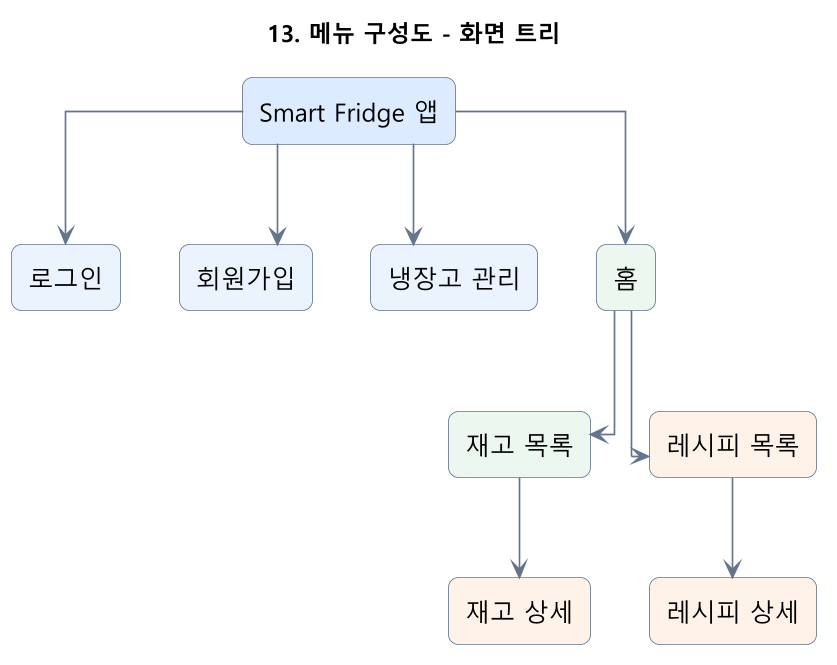 13. 메뉴 구성도 - 화면 트리
Smart Fridge 앱
로그인
회원가입
냉장고 관리
홈
재고 목록
레시피 목록
재고 상세
레시피 상세